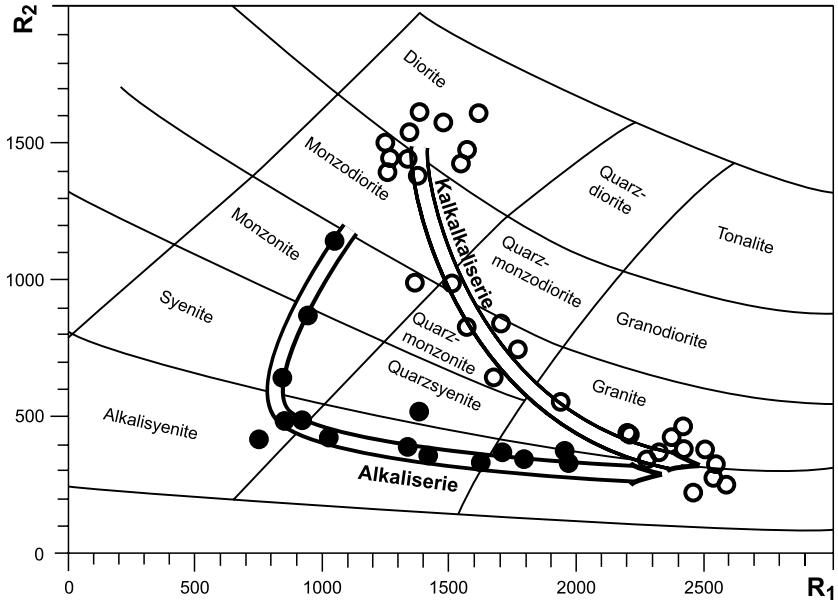 R2
Diorite
1500
Monzodiorite
Quarz-
diorite
Kalkalkaliserie
Monzonite
Tonalite
Quarz-
monzodiorite
1000
Syenite
Quarz-
monzonite
Granodiorite
Quarzsyenite
Granite
500
Alkalisyenite
Alkaliserie
0
0
500
1000
1500
2000
2500
R1